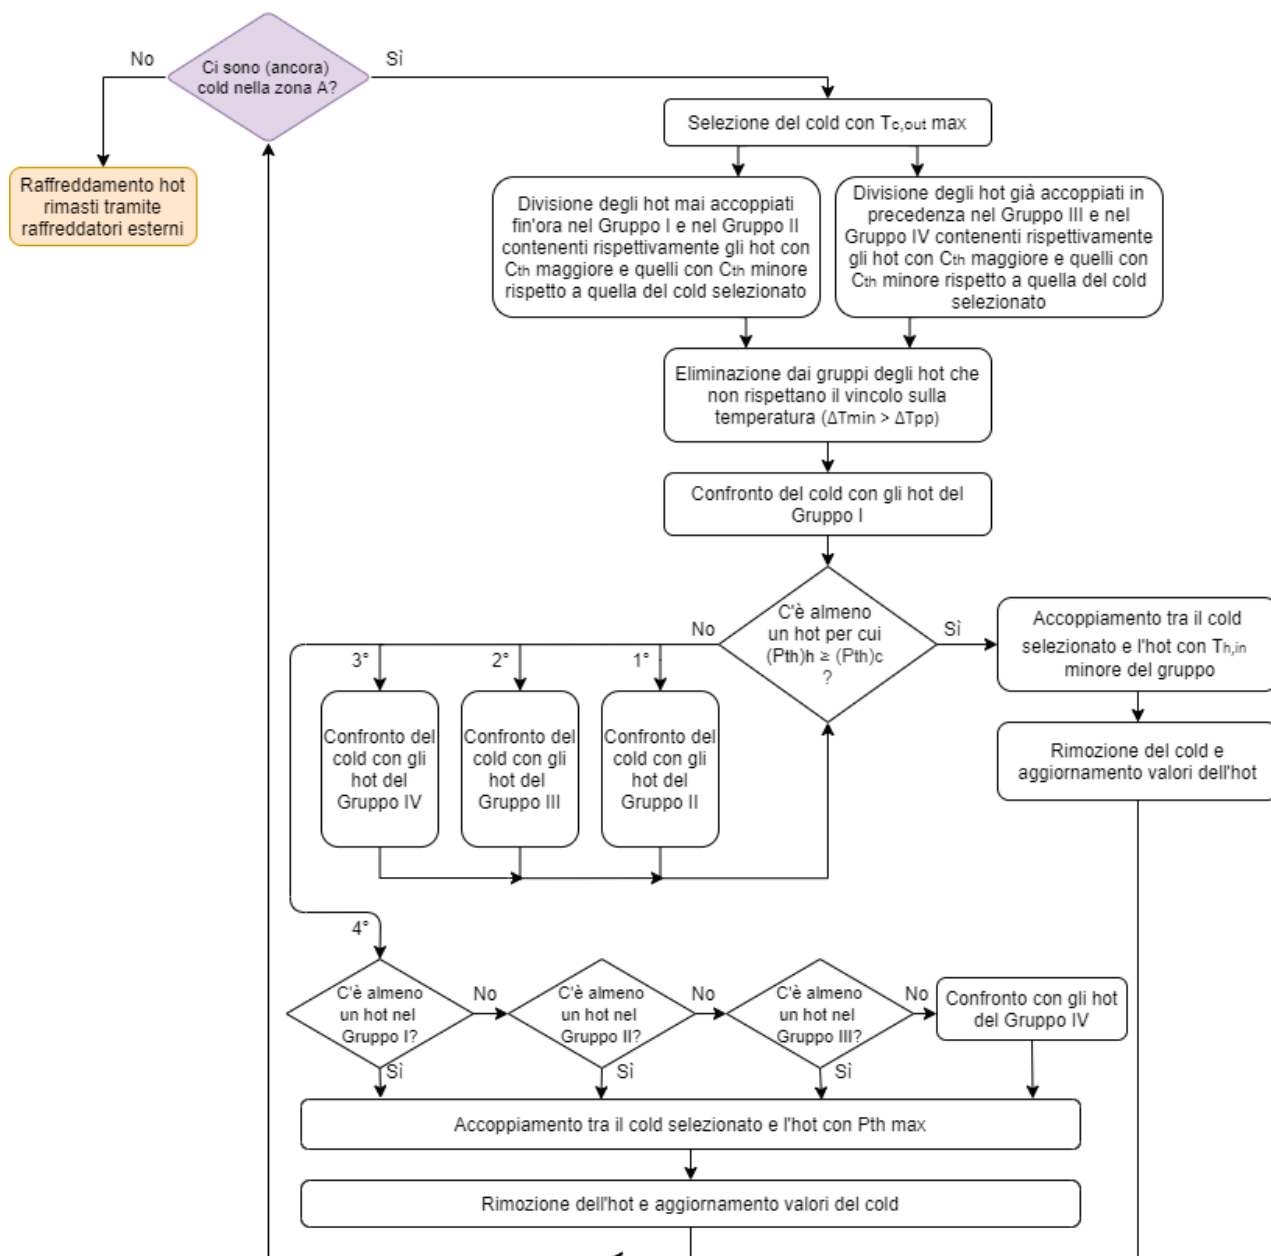 Ci sono (ancora)
cold nella zona A?
No
Sì
Raffreddamento hot
rimasti tramite
raffreddatori esterni
Selezione del cold con Tc,out max
Divisione degli hot mai accoppiati
fin'ora nel Gruppo I e nel Gruppo II
contenenti rispettivamente gli hot con
Cth maggiore e quelli con Cth minore
rispetto a quella del cold selezionato
Divisione degli hot già accoppiati in
precedenza nel Gruppo III e nel
Gruppo IV contenenti rispettivamente
gli hot con Cth maggiore e quelli con
Cth minore rispetto a quella del cold
selezionato
Eliminazione dai gruppi degli hot che
non rispettano il vincolo sulla
temperatura (ΔTmin > ΔTpp)
Confronto del cold con gli hot del
Gruppo I
C'è almeno
un hot per cui
(Pth)h ≥ (Pth)c
?
No
Sì
Accoppiamento tra il cold
selezionato e l'hot con Th,in
minore del gruppo
Rimozione del cold e
aggiornamento valori dell'hot
3°
2°
1°
Confronto del
cold con gli
hot del
Gruppo IV
Confronto del
cold con gli
hot del
Gruppo III
Confronto del
cold con gli
hot del
Gruppo II
4°
C'è almeno
un hot nel
Gruppo I?
No
Sì
C'è almeno
un hot nel
Gruppo II?
No
Sì
C'è almeno
un hot nel
Gruppo III?
No
Sì
Confronto con gli hot
del Gruppo IV
Accoppiamento tra il cold selezionato e l'hot con Pth max
Rimozione dell'hot e aggiornamento valori del cold